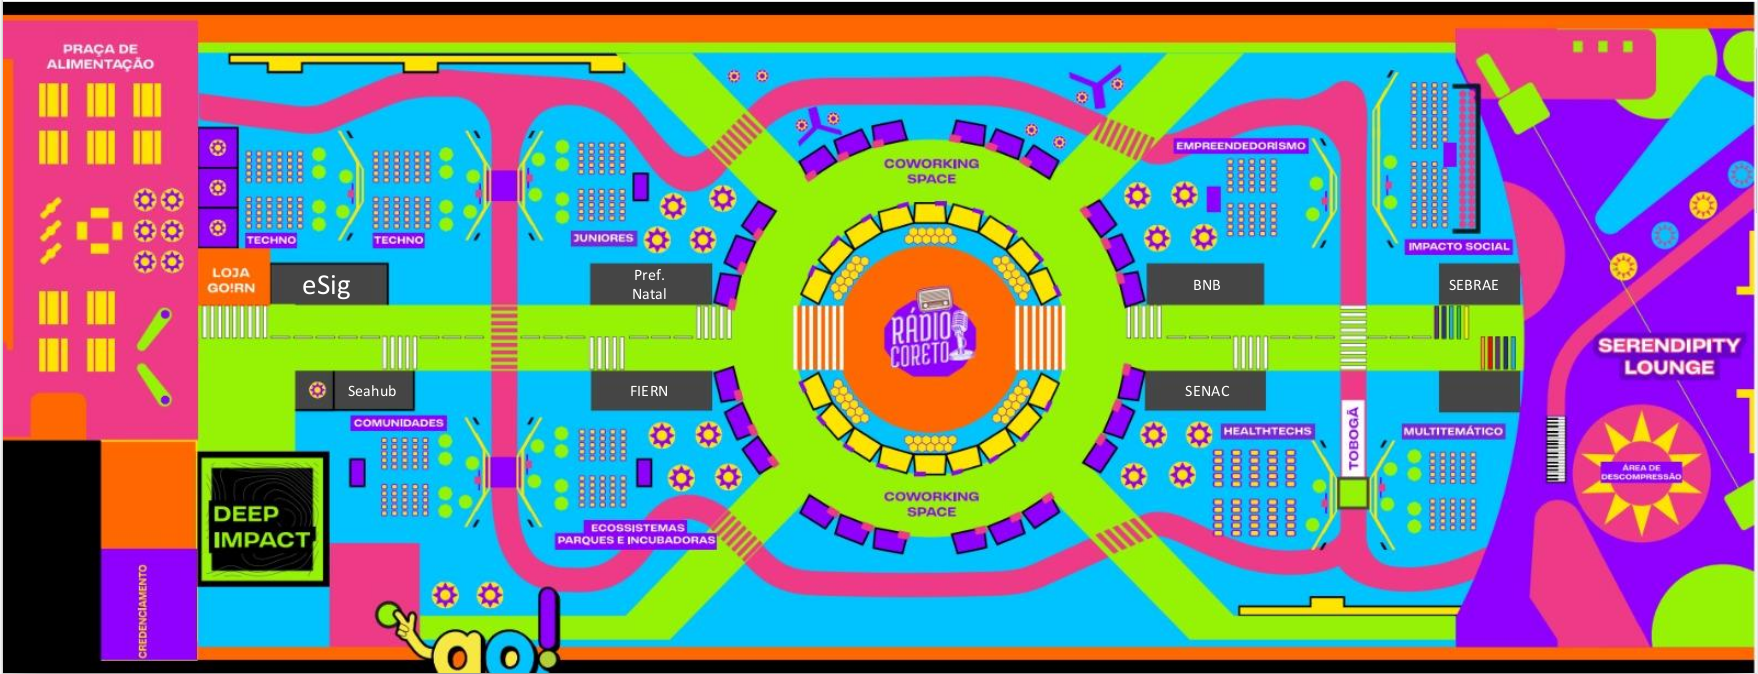 PRAÇA DE
ALIMENTAÇÃO
COWORKING
SPACE
EMPREENDEDORISMO
TECHNO
TECHNO
JUNIORES
IMPACTO SOCIAL
LOJA
GO!RN
eSig
Pref.
Natal
BNB
SEBRAE
RÁDIO
CORETO
SERENDIPITY
LOUNGE
Seahub
FIERN
SENAC
COMUNIDADES
TOBOGÃ
HEALTHTECHS
MULTITEMÁTICO
ÁREA DE
DESCOMPRESSÃO
COWORKING
SPACE
DEEP
IMPACT
ECOSSISTEMAS
PARQUES E INCUBADORAS
CREDENCIAMENTO
ao!